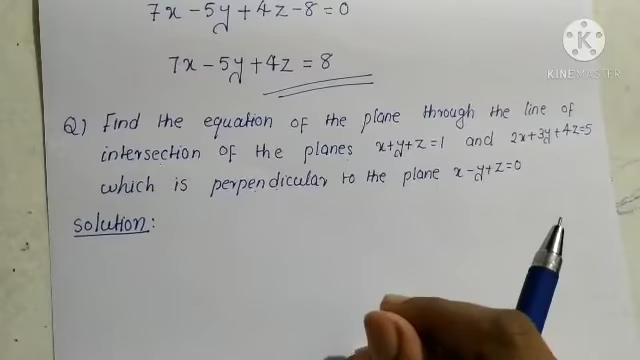 7x - 5y + 4z - 8 = 0
7x - 5y + 4z = 8
KINEMASTER
Q) Find the equation of the plane through the line of
intersection of the planes x+y+z=1 and 2x+3y+4z=5
which is perpendicular to the plane x-y+z=0
Solution: